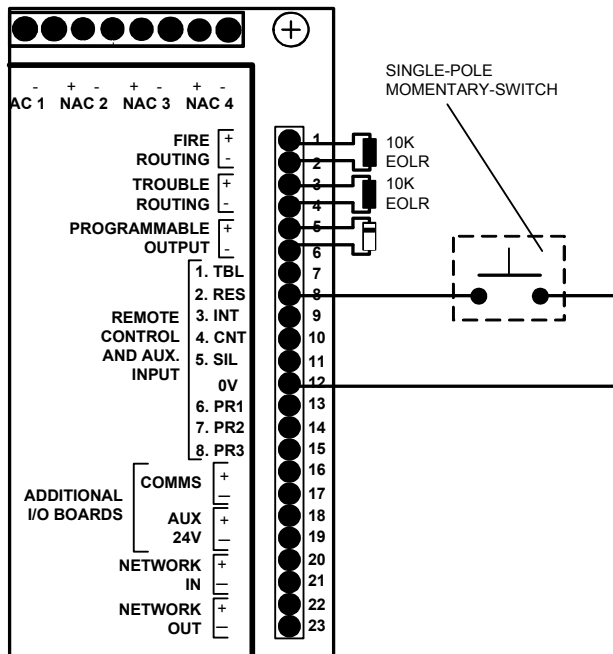 - + - + - + -
AC 1 NAC 2 NAC 3 NAC 4
SINGLE-POLE
MOMENTARY-SWITCH
FIRE
ROUTING
+
-
TROUBLE
ROUTING
+
-
PROGRAMMABLE
OUTPUT
+
-
REMOTE
CONTROL
AND AUX.
INPUT
1. TBL
2. RES
3. INT
4. CNT
5. SIL
0V
6. PR1
7. PR2
8. PR3
ADDITIONAL
I/O BOARDS
COMMS
+
–
AUX
24V
+
–
NETWORK
IN
+
–
NETWORK
OUT
+
–
1
2
3
4
5
6
7
8
9
10
11
12
13
14
15
16
17
18
19
20
21
22
23
10K
EOLR
10K
EOLR